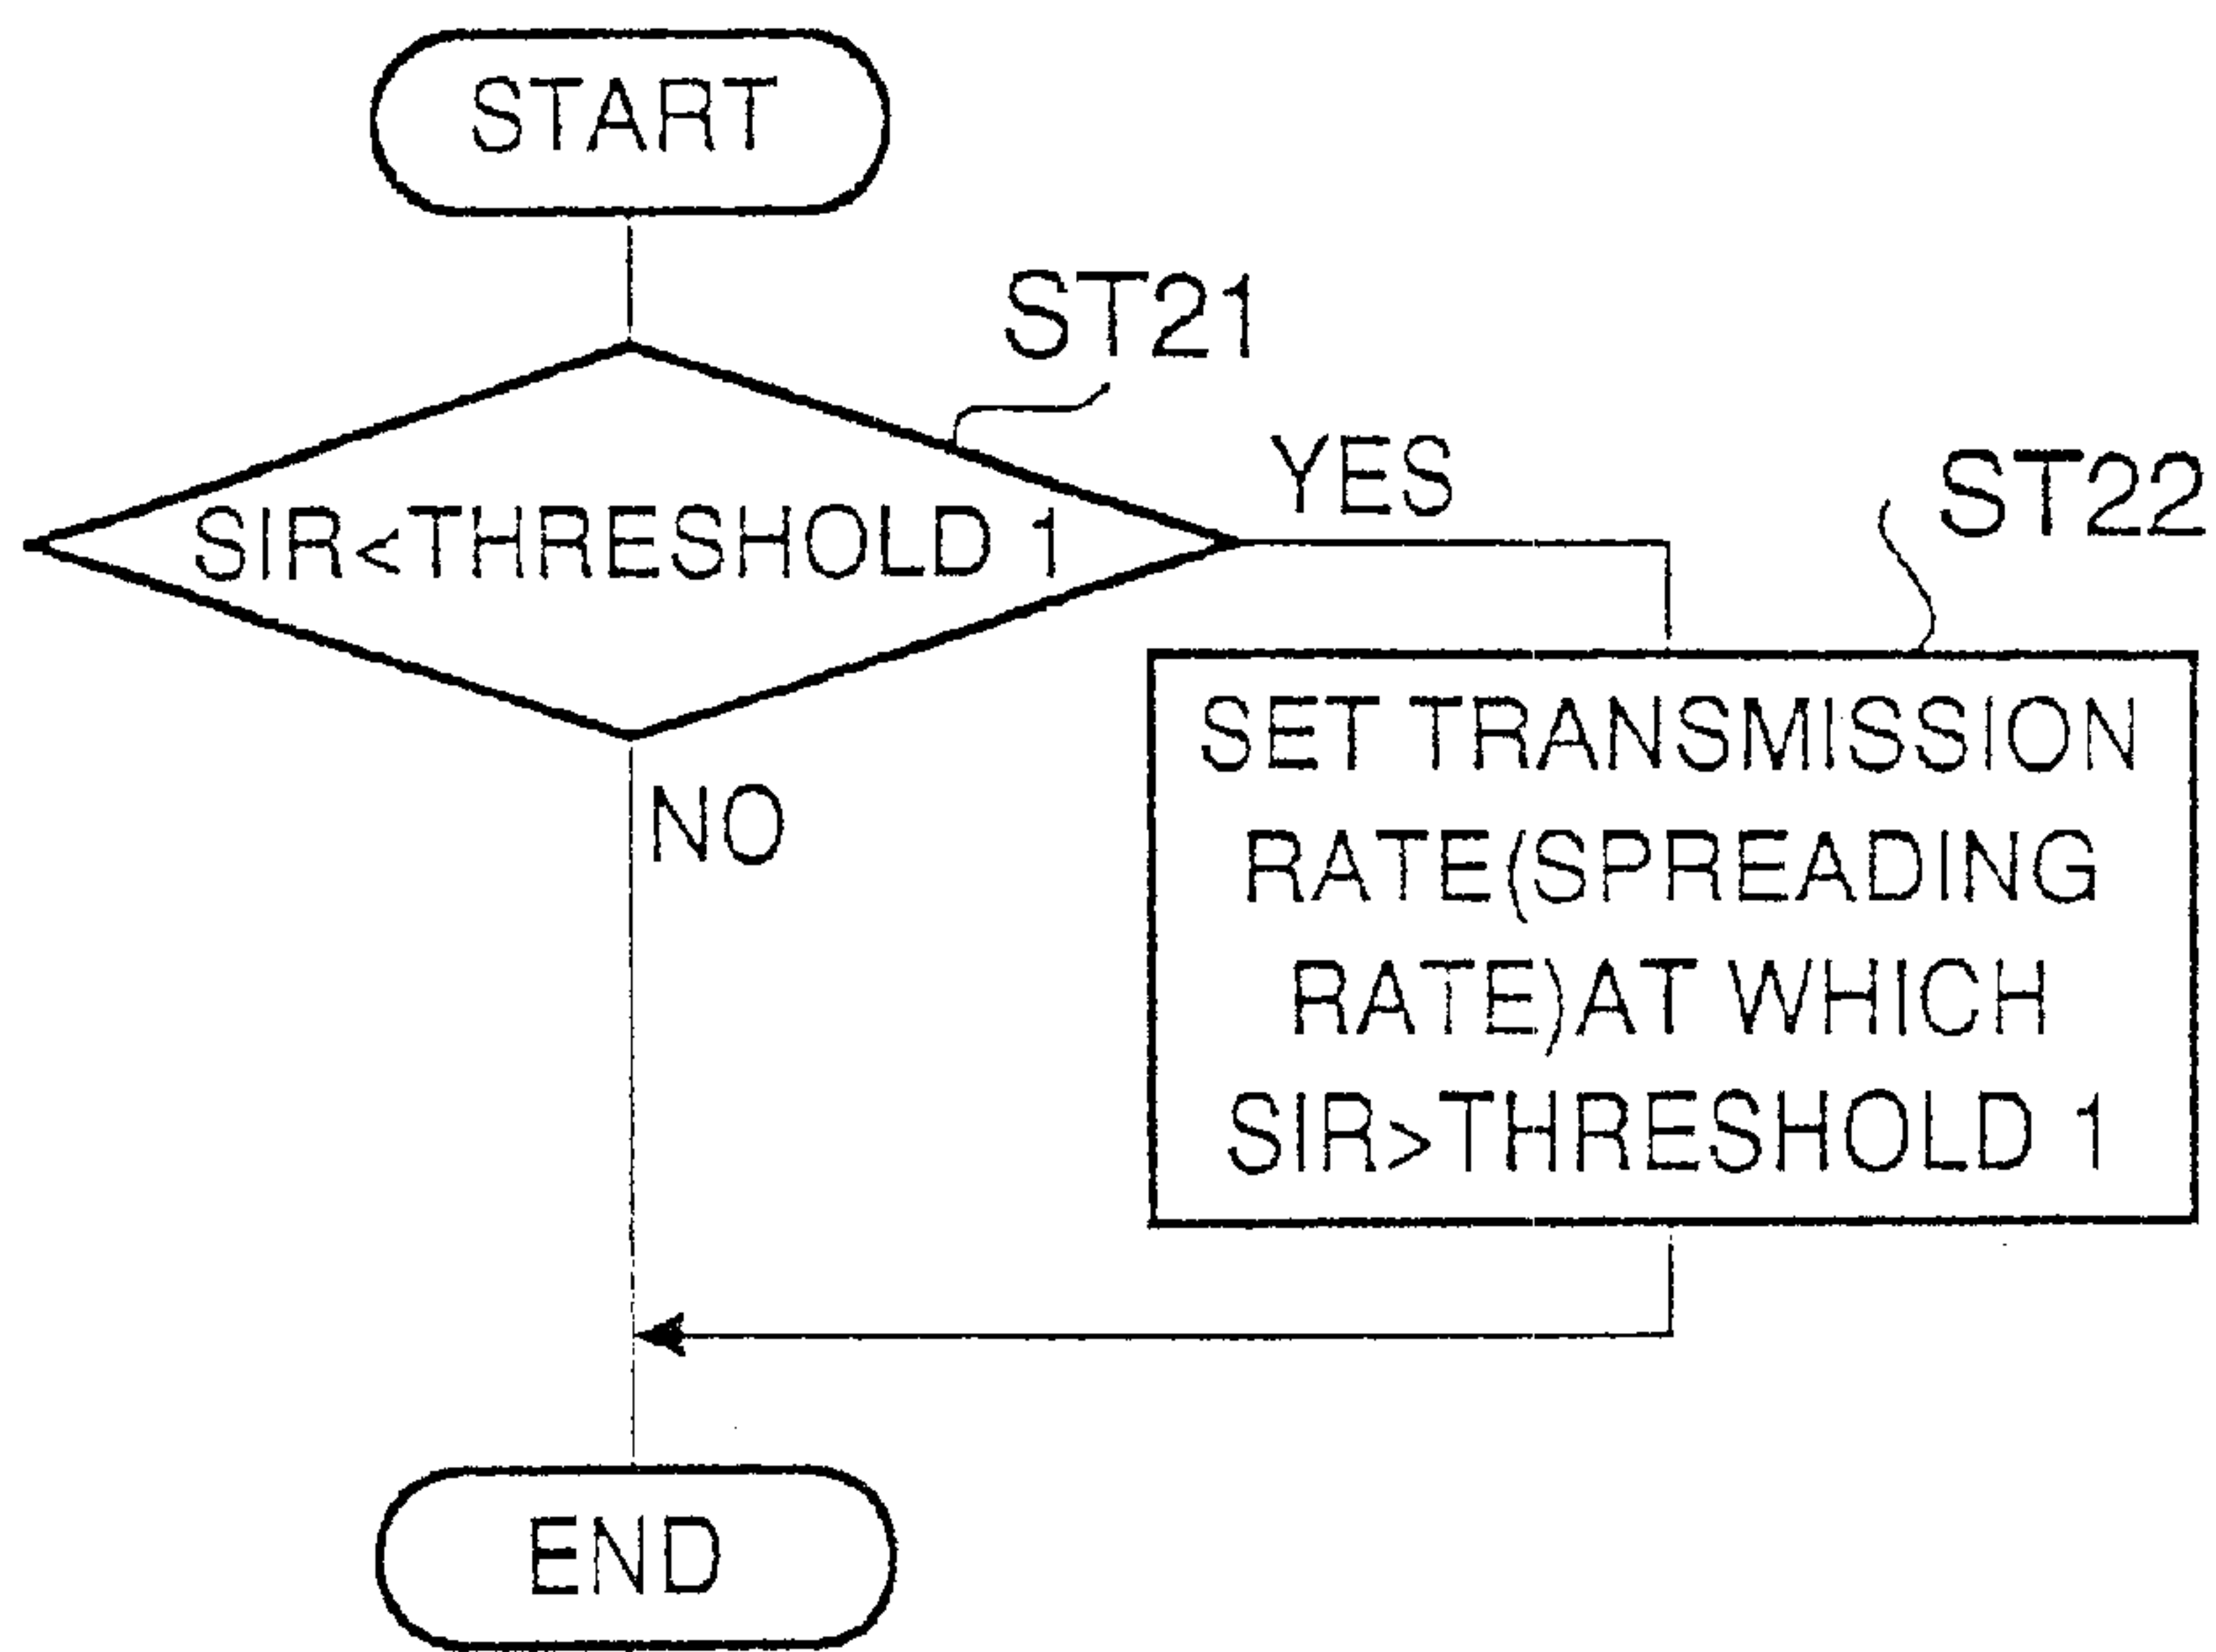 START
ST21
SIR<THRESHOLD 1
YES
ST22
NO
SET TRANSMISSION
RATE(SPREADING
RATE)AT WHICH
SIR>THRESHOLD 1
END